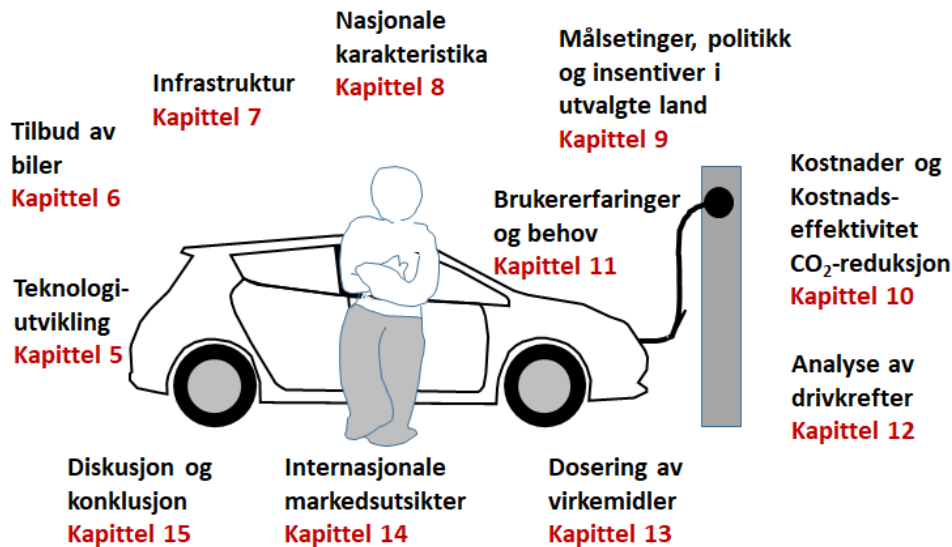 Nasjonale
karakteristika
Kapittel 8
Målsetinger, politikk
og insentiver i
utvalgte land
Kapittel 9
Infrastruktur
Kapittel 7
Tilbud av
biler
Kapittel 6
Kostnader og
Kostnads-
effektivitet
CO₂-reduksjon
Kapittel 10
Brukererfaringer
og behov
Kapittel 11
Teknologi-
utvikling
Kapittel 5
Analyse av
drivkrefter
Kapittel 12
Diskusjon og
konklusjon
Kapittel 15
Internasjonale
markedsutsikter
Kapittel 14
Dosering av
virkemidler
Kapittel 13